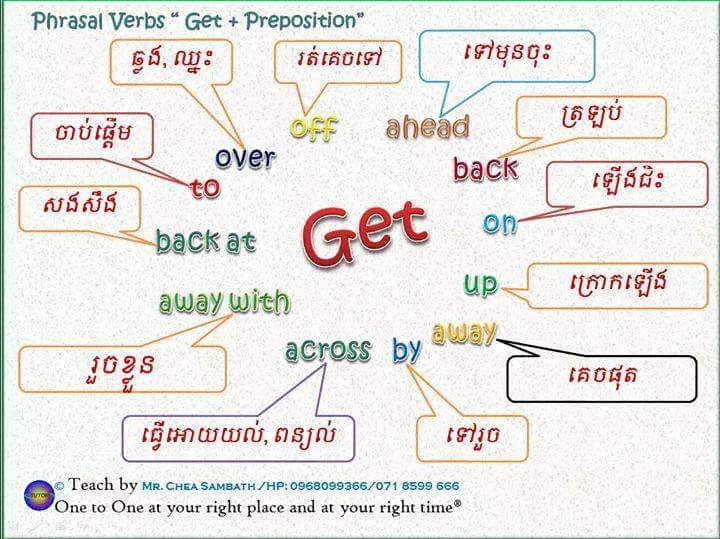 Phrasal Verbs “ Get + Preposition”
ឆ្លង, ឈ្នះ
រត់គេចទៅ
ទៅមុនចុះ
ចាប់ផ្ដើម
ត្រឡប់
off
ahead
over
back
to
ឡើងជិះ
សងសឹង
on
back at
Get
up
ក្រោកឡើង
away with
away
across
by
រួចខ្លួន
គេចផុត
ធ្វើអោយយល់, ពន្យល់
ទៅរួច
TUTOR
© Teach by Mr. Chea Sambath /HP: 0968099366/071 8599 666
One to One at your right place and at your right time®